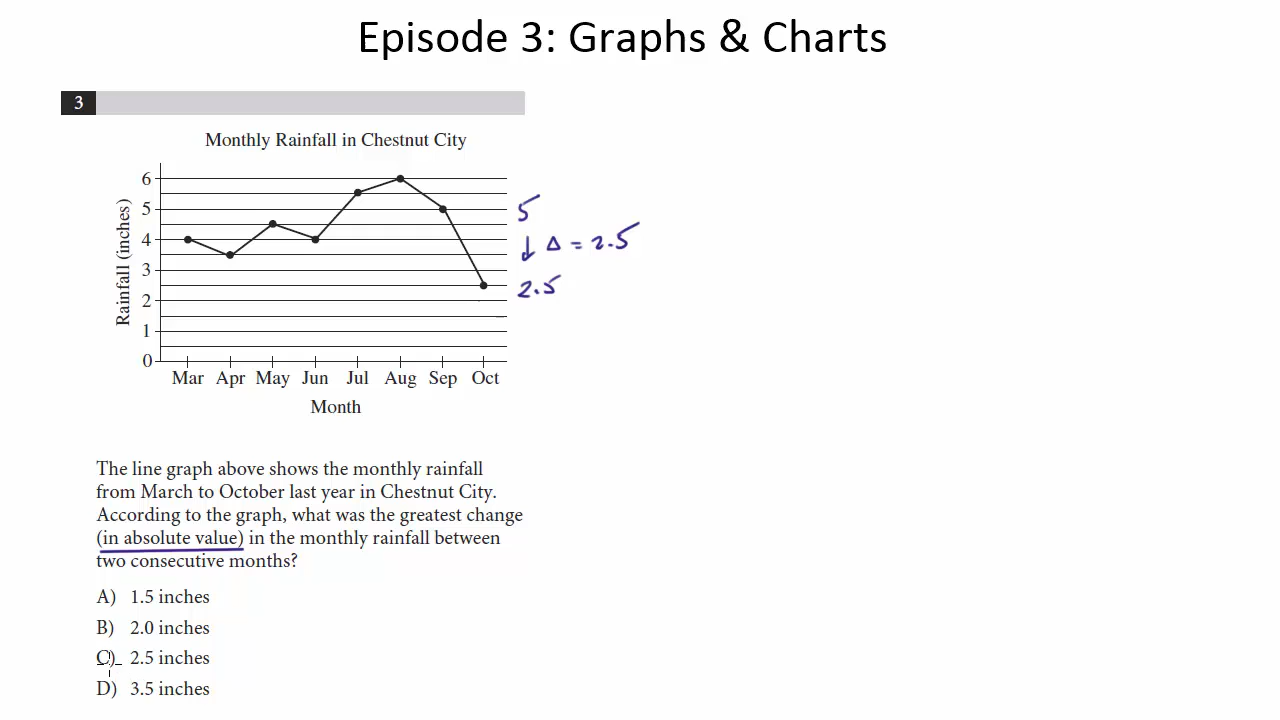 Episode 3: Graphs & Charts
3
Monthly Rainfall in Chestnut City
Rainfall (inches)
6
5
4
3
2
1
0
5
↓ Δ = 2.5
2.5
Mar Apr May Jun Jul Aug Sep Oct
Month
The line graph above shows the monthly rainfall
from March to October last year in Chestnut City.
According to the graph, what was the greatest change
(in absolute value) in the monthly rainfall between
two consecutive months?
A) 1.5 inches
B) 2.0 inches
C) 2.5 inches
D) 3.5 inches